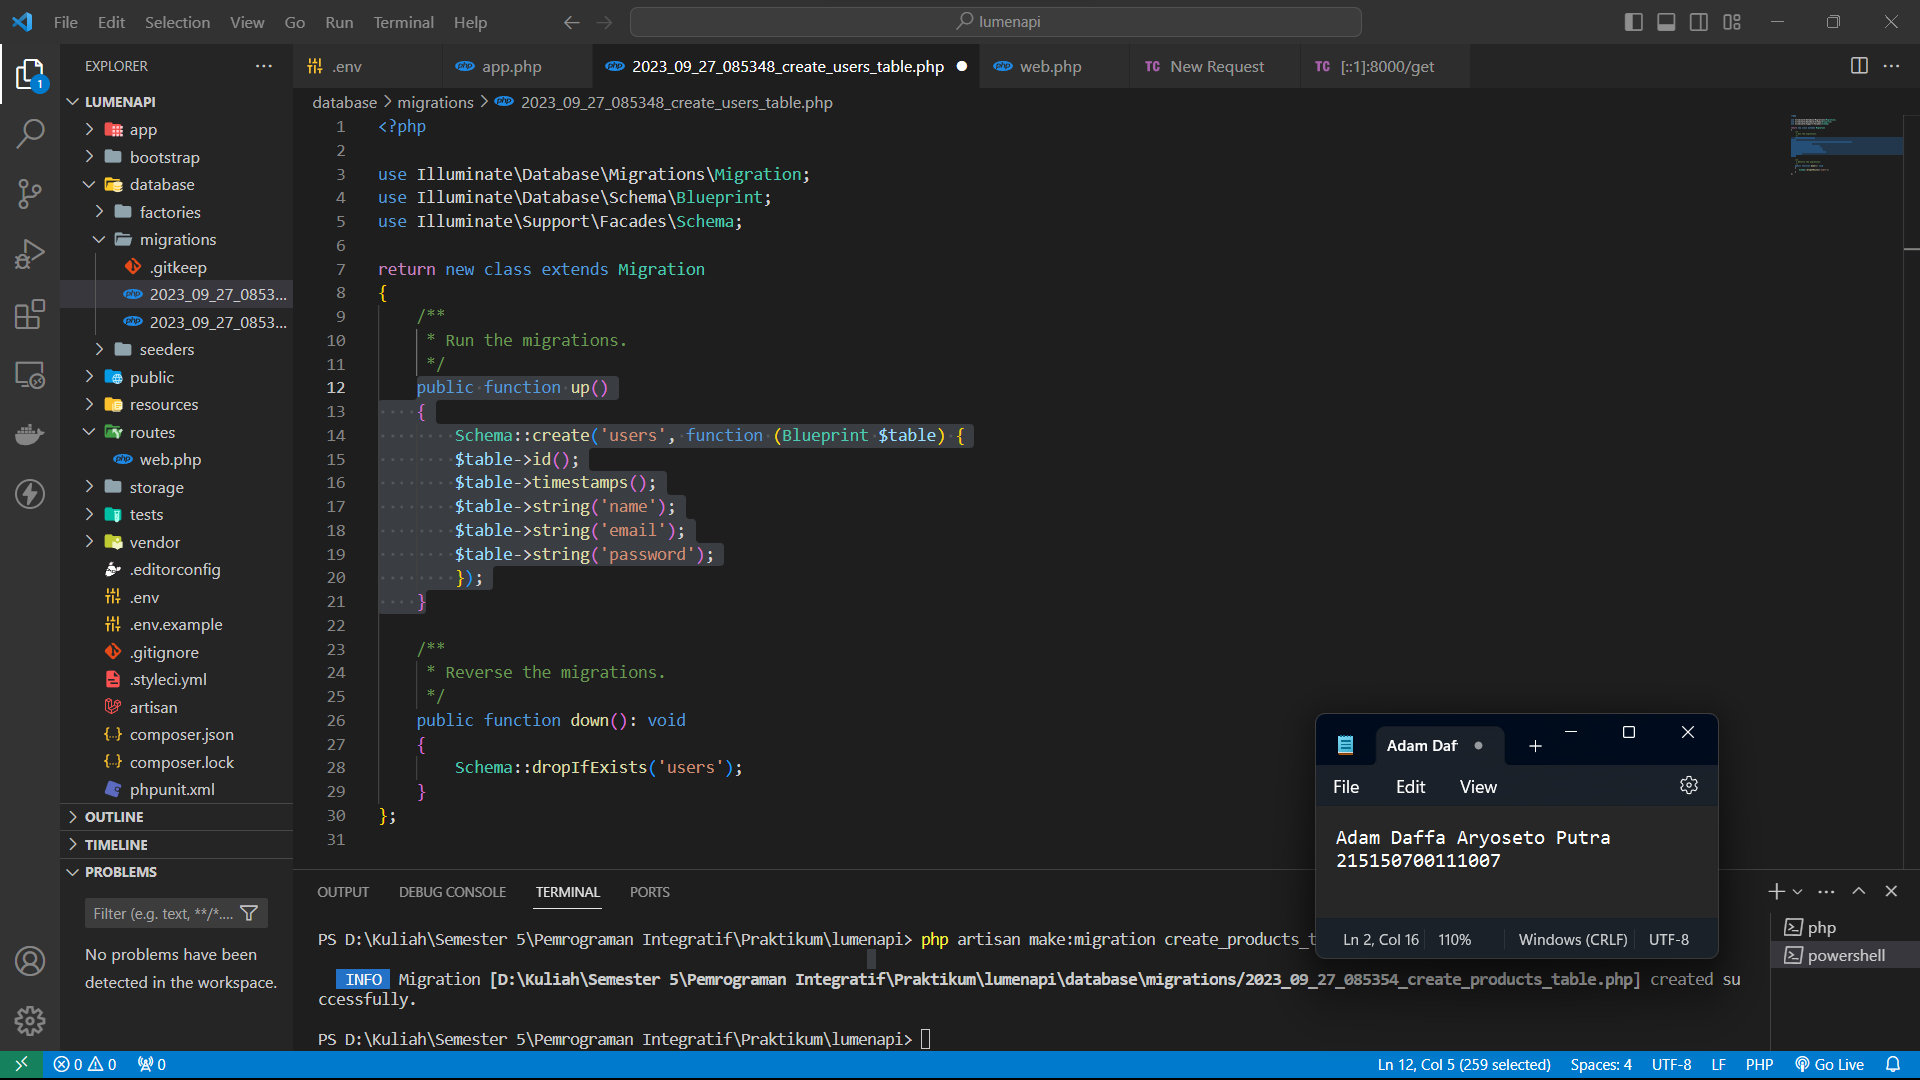 File Edit Selection View Go Run Terminal Help
lumenapi
EXPLORER
.env
app.php
2023_09_27_085348_create_users_table.php
web.php
TC New Request
TC [::1]:8000/get
database > migrations > 2023_09_27_085348_create_users_table.php
1
LUMENAPI
app
bootstrap
database
factories
migrations
.gitkeep
2023_09_27_0853...
2023_09_27_0853...
seeders
public
resources
routes
web.php
storage
tests
vendor
.editorconfig
.env
.env.example
.gitignore
.styleci.yml
artisan
composer.json
composer.lock
phpunit.xml
OUTLINE
TIMELINE
PROBLEMS
Filter (e.g. text, **/*....
No problems have been
detected in the workspace.
1 <?php
2
3 use Illuminate\Database\Migrations\Migration;
4 use Illuminate\Database\Schema\Blueprint;
5 use Illuminate\Support\Facades\Schema;
6
7 return new class extends Migration
8 {
9 /**
10 * Run the migrations.
11 */
12 public function up()
13 {
14 Schema::create('users', function (Blueprint $table) {
15 $table->id();
16 $table->timestamps();
17 $table->string('name');
18 $table->string('email');
19 $table->string('password');
20 });
21 }
22
23 /**
24 * Reverse the migrations.
25 */
26 public function down(): void
27 {
28 Schema::dropIfExists('users');
29 }
30 };
31
Adam Daf
File Edit View
Adam Daffa Aryoseto Putra
215150700111007
Ln 2, Col 16 110% Windows (CRLF) UTF-8
OUTPUT DEBUG CONSOLE TERMINAL PORTS
PS D:\Kuliah\Semester 5\Pemrograman Integratif\Praktikum\lumenapi> php artisan make:migration create_products_t
INFO Migration [D:\Kuliah\Semester 5\Pemrograman Integratif\Praktikum\lumenapi\database\migrations/2023_09_27_085354_create_products_table.php] created su
ccessfully.
PS D:\Kuliah\Semester 5\Pemrograman Integratif\Praktikum\lumenapi>
php
powershell
0 0 0
Ln 12, Col 5 (259 selected) Spaces: 4 UTF-8 LF PHP Go Live